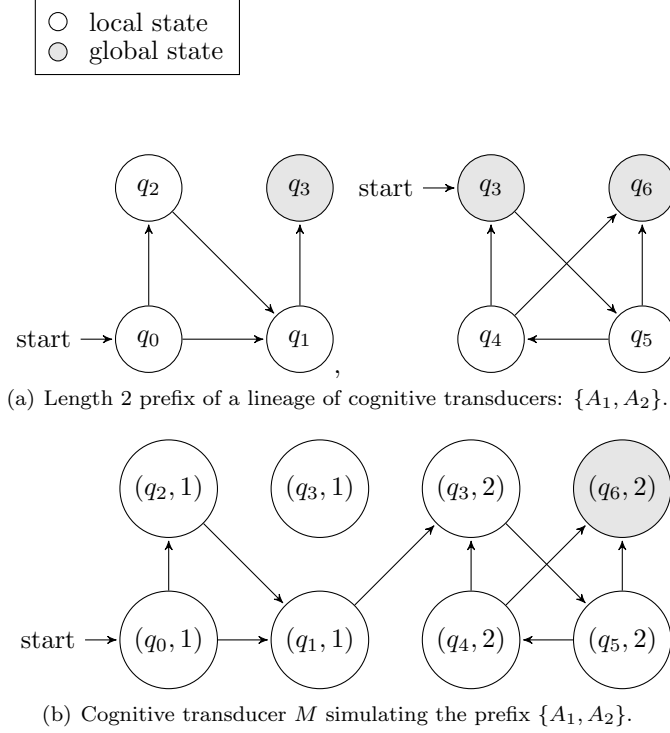 local state
global state
q₂ q₃ start q₃ q₆
start q₀ q₁ , q₄ q₅
(a) Length 2 prefix of a lineage of cognitive transducers: {A₁, A₂}.
(q₂, 1) (q₃, 1) (q₃, 2) (q₆, 2)
start (q₀, 1) (q₁, 1) (q₄, 2) (q₅, 2)
(b) Cognitive transducer M simulating the prefix {A₁, A₂}.